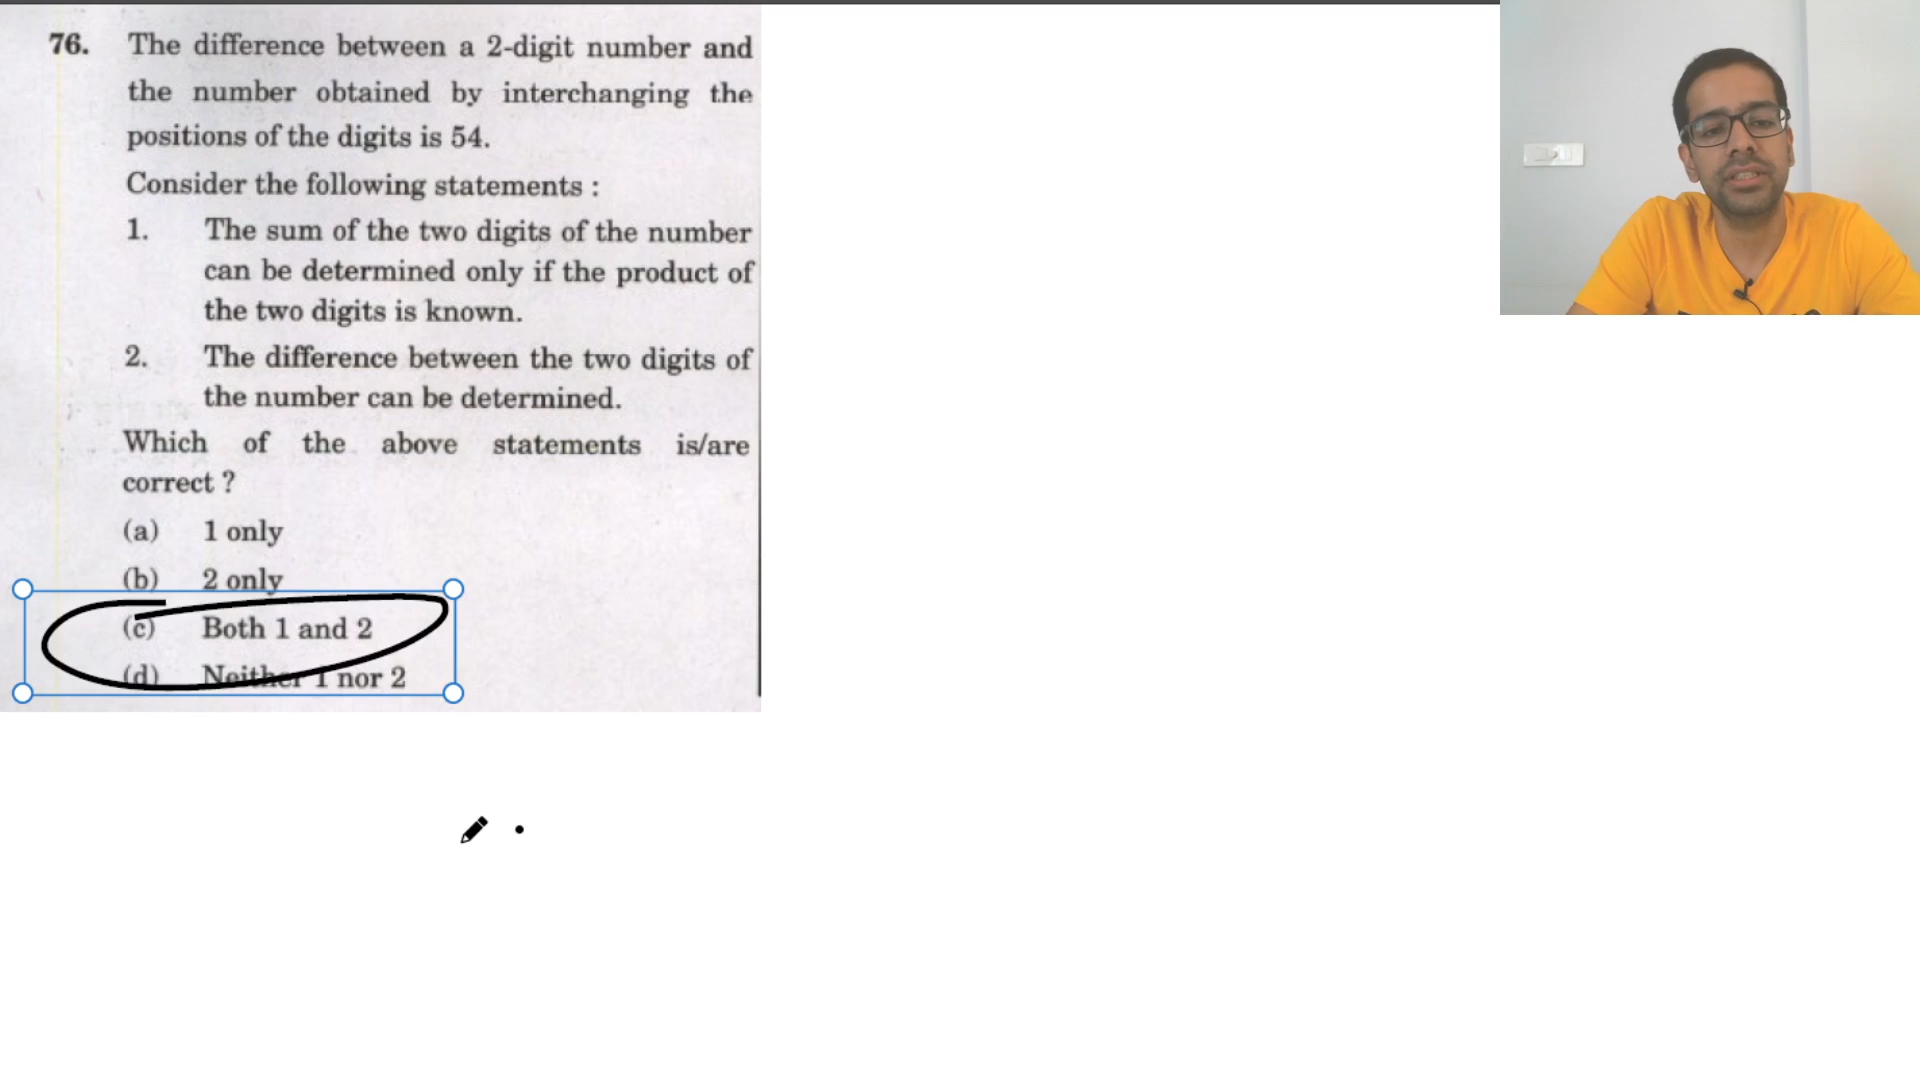 76. The difference between a 2-digit number and
the number obtained by interchanging the
positions of the digits is 54.
Consider the following statements :
1. The sum of the two digits of the number
can be determined only if the product of
the two digits is known.
2. The difference between the two digits of
the number can be determined.
Which of the above statements is/are
correct ?
(a) 1 only
(b) 2 only
(c) Both 1 and 2
(d) Neither 1 nor 2